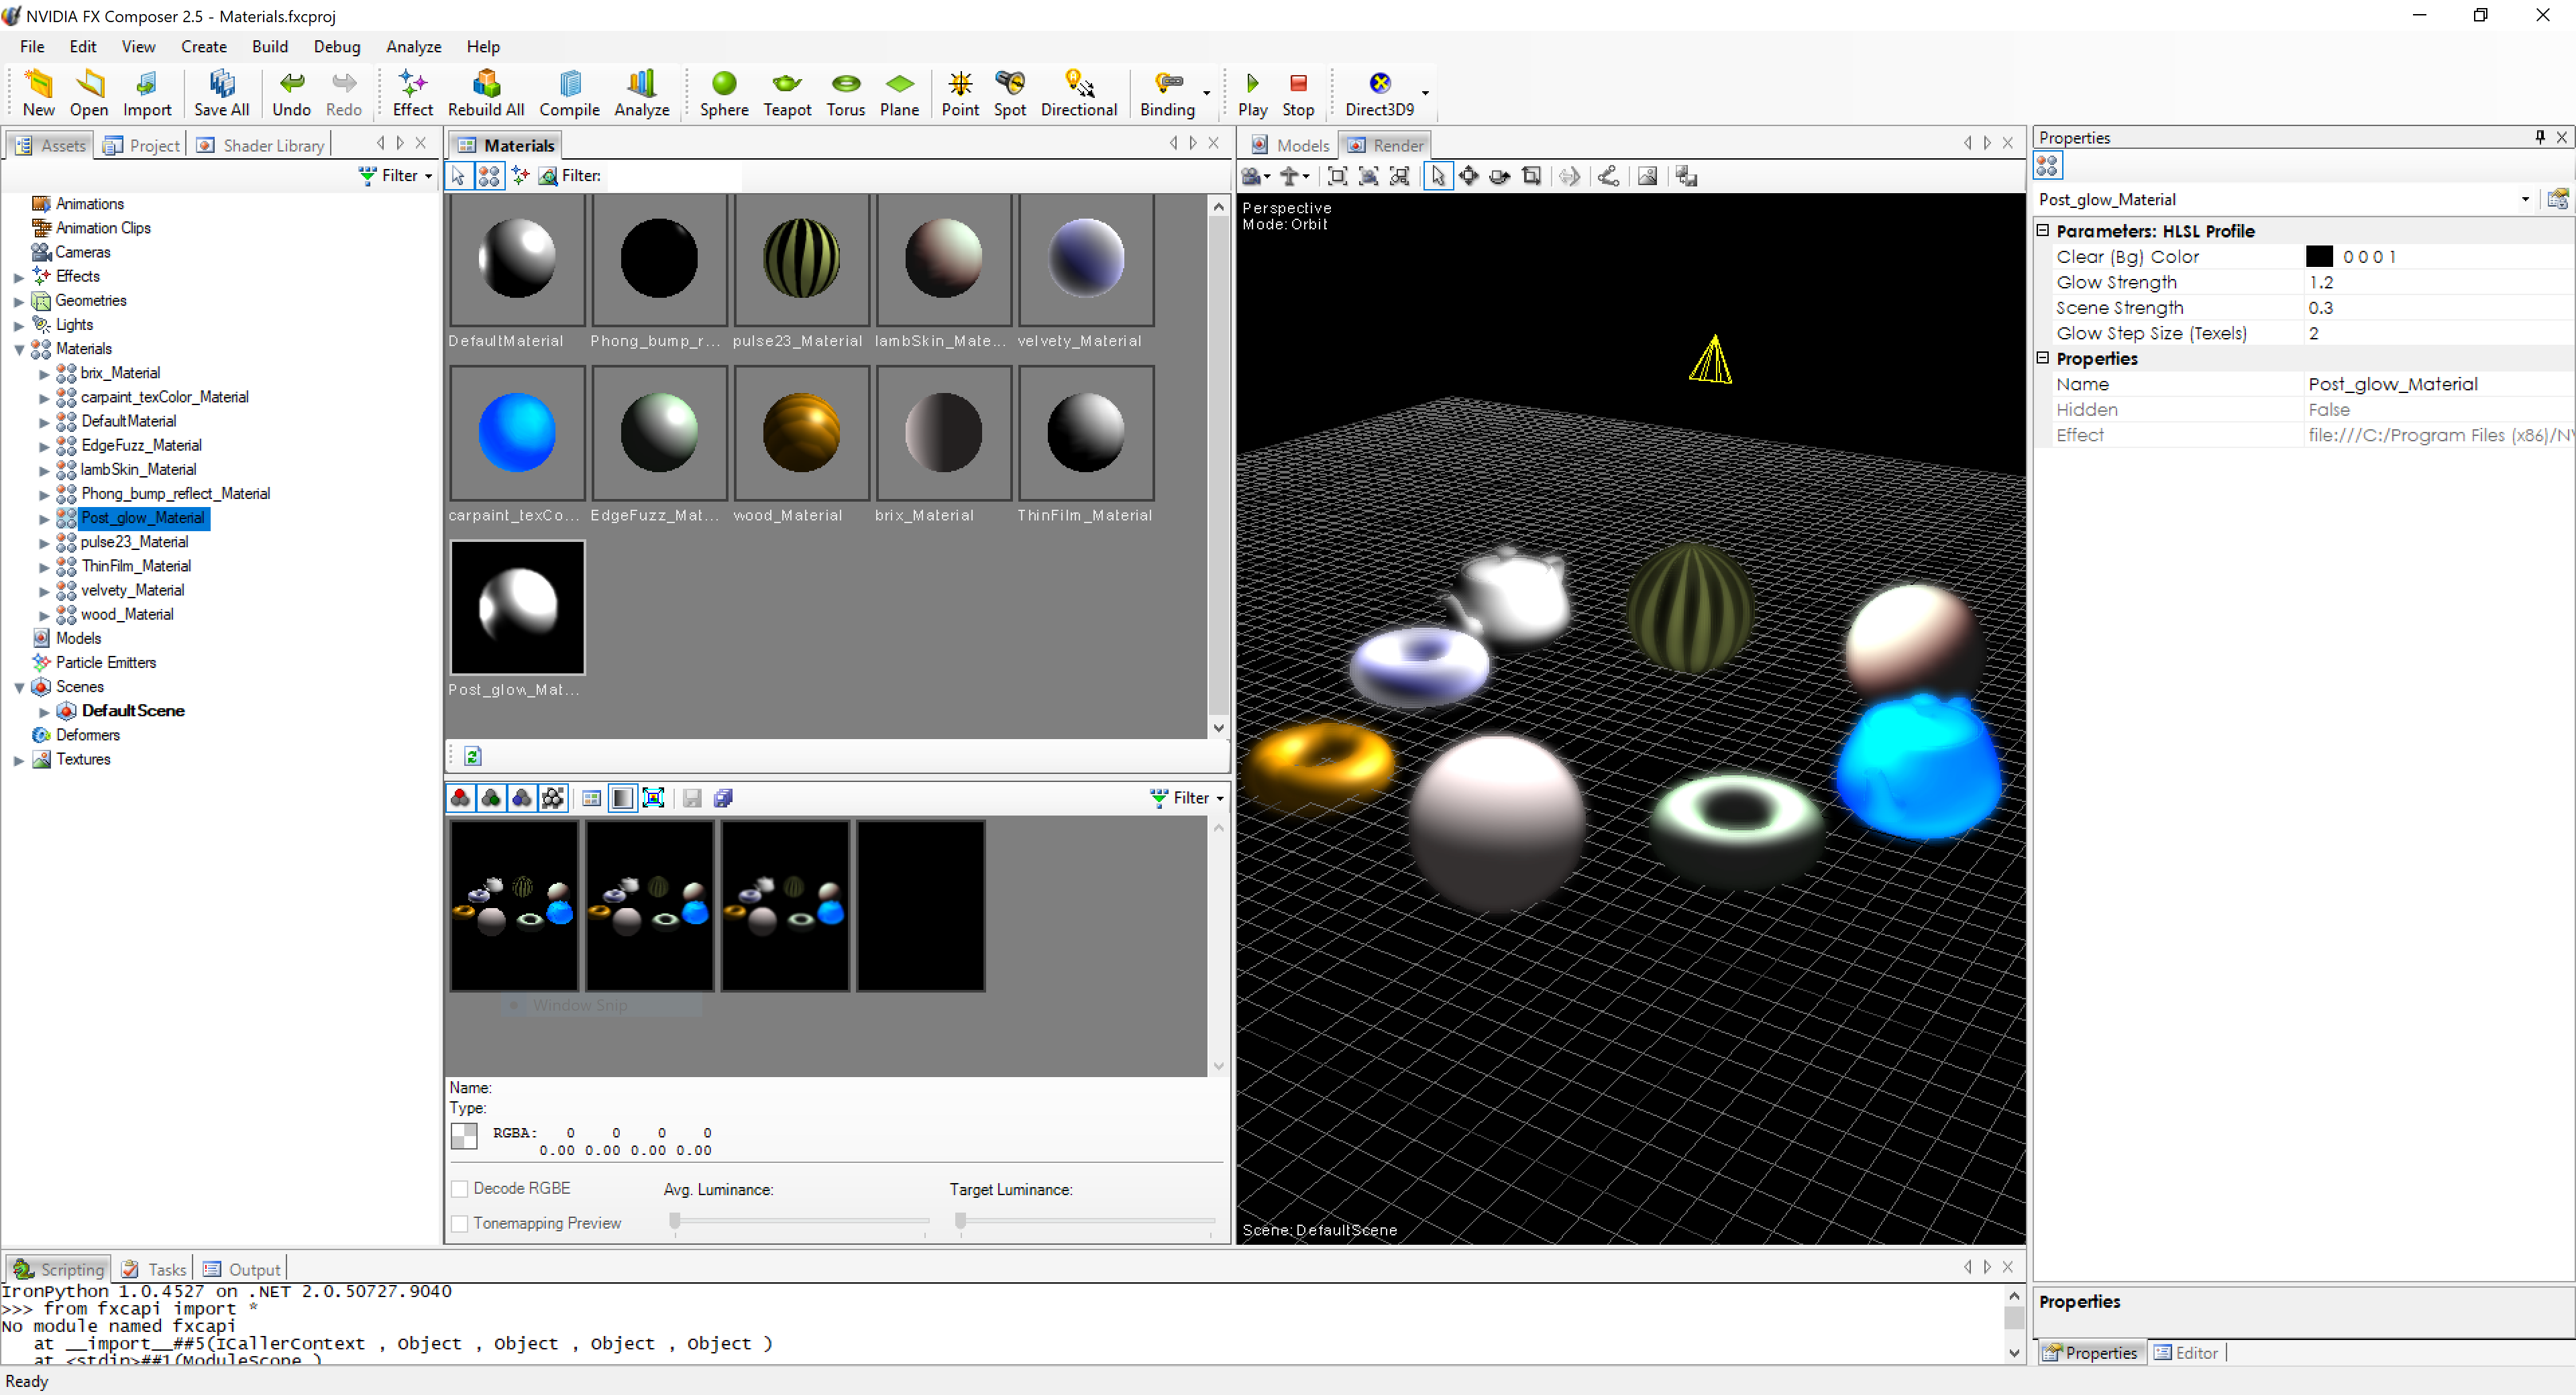 NVIDIA FX Composer 2.5 - Materials.fxcproj
File Edit View Create Build Debug Analyze Help
New Open Import Save All Undo Redo Effect Rebuild All Compile Analyze Sphere Teapot Torus Plane Point Spot Directional Binding Play Stop Direct3D9
Assets Project Shader Library
Filter
Animations
Animation Clips
Cameras
Effects
Geometries
Lights
Materials
brix_Material
carpaint_texColor_Material
DefaultMaterial
EdgeFuzz_Material
lambSkin_Material
Phong_bump_reflect_Material
Post_glow_Material
pulse23_Material
ThinFilm_Material
velvety_Material
wood_Material
Models
Particle Emitters
Scenes
DefaultScene
Deformers
Textures
Materials
Filter:
DefaultMaterial Phong_bump_r... pulse23_Material lambSkin_Mate... velvety_Material
carpaint_texCo... EdgeFuzz_Mat... wood_Material brix_Material ThinFilm_Material
Post_glow_Mat...
Filter
Window Snip
Name:
Type:
RGBA: 0 0 0 0
0.00 0.00 0.00 0.00
Decode RGBE Avg. Luminance: Target Luminance:
Tonemapping Preview
Models Render
Perspective
Mode: Orbit
Scene: DefaultScene
Properties
Post_glow_Material
Parameters: HLSL Profile
Clear (Bg) Color 0 0 0 1
Glow Strength 1.2
Scene Strength 0.3
Glow Step Size (Texels) 2
Properties
Name Post_glow_Material
Hidden False
Effect file:///C:/Program Files (x86)/NV
Properties
Properties Editor
Scripting Tasks Output
IronPython 1.0.4527 on .NET 2.0.50727.9040
>>> from fxcapi import *
No module named fxcapi
at __import__##5(ICallerContext , Object , Object , Object , Object )
at <stdin>##1(ModuleScope )
Ready